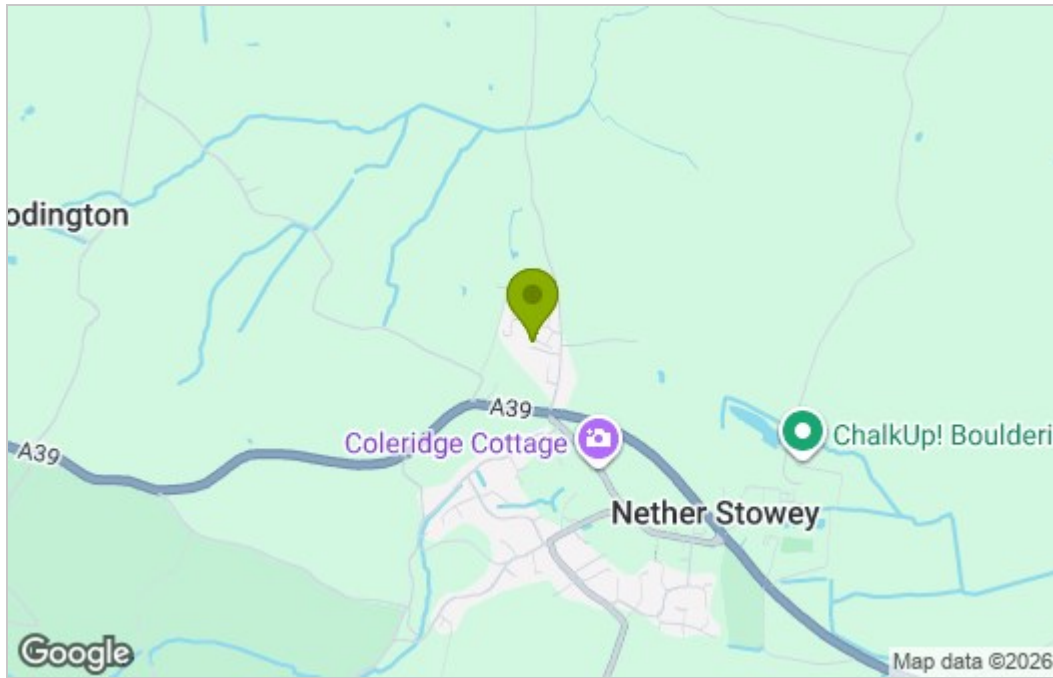 odington
A39
A39
Coleridge Cottage
ChalkUp! Boulderi
Nether Stowey
Google
Map data ©2026